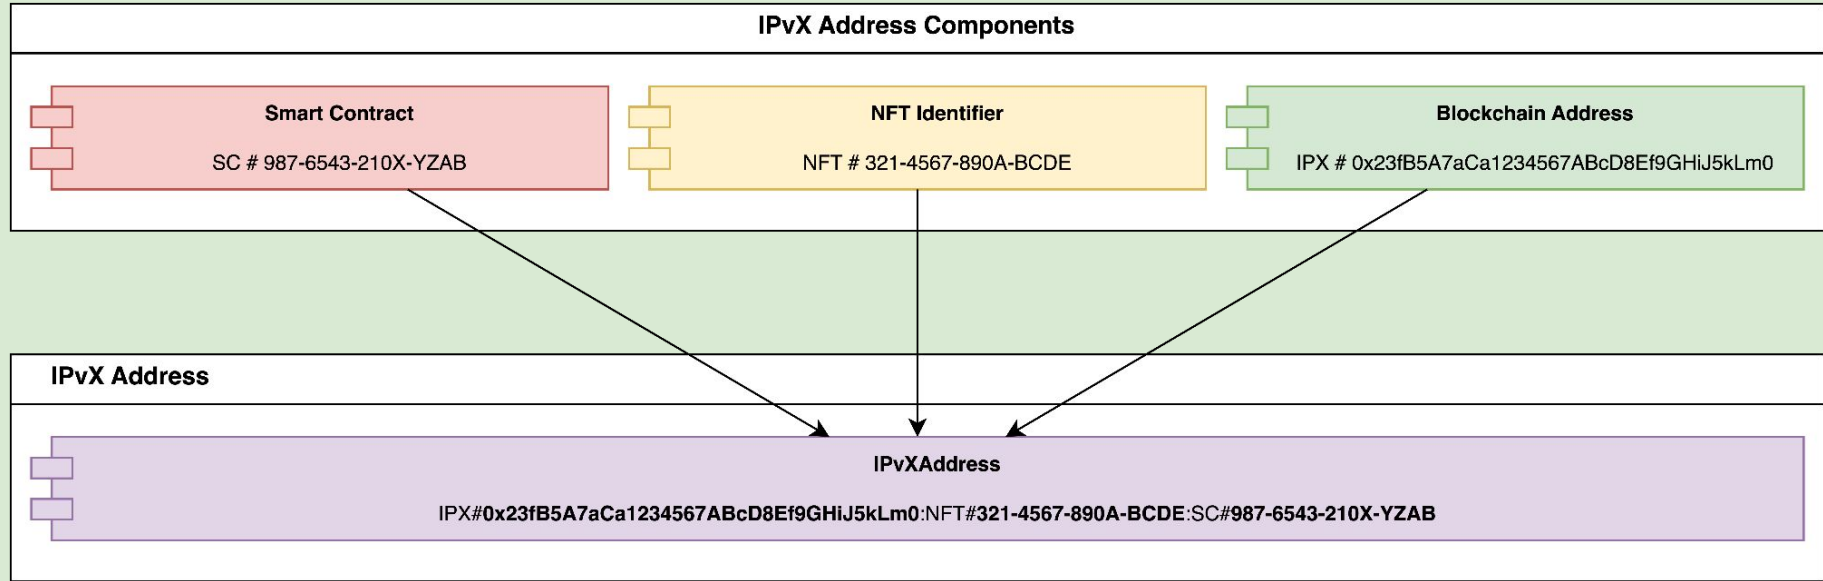 IPvX Address Components
Smart Contract
SC # 987-6543-210X-YZAB
NFT Identifier
NFT # 321-4567-890A-BCDE
Blockchain Address
IPX # 0x23fB5A7aCa1234567ABcD8Ef9GHiJ5kLm0
IPvX Address
IPvXAddress
IPX#0x23fB5A7aCa1234567ABcD8Ef9GHiJ5kLm0:NFT#321-4567-890A-BCDE:SC#987-6543-210X-YZAB